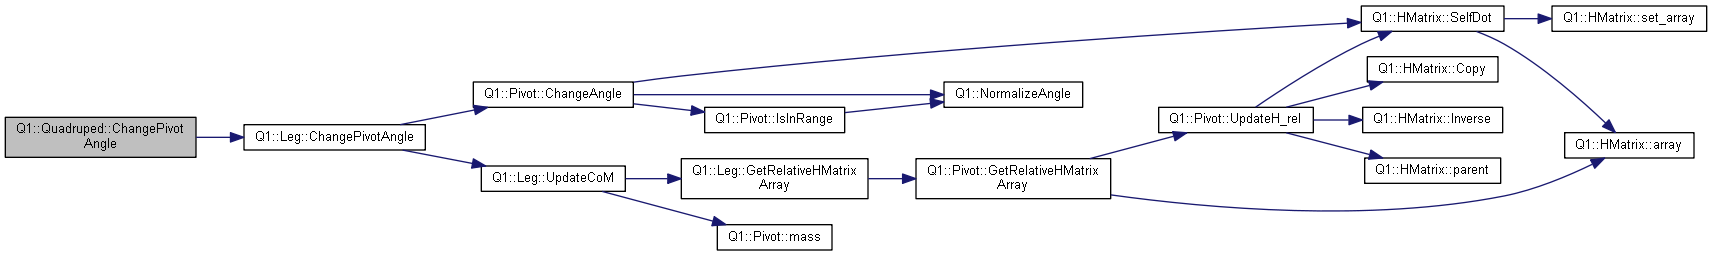 Q1::Quadruped::ChangePivot
Angle
Q1::Leg::ChangePivotAngle
Q1::Pivot::ChangeAngle
Q1::Leg::UpdateCoM
Q1::Pivot::IsInRange
Q1::Leg::GetRelativeHMatrix
Array
Q1::Pivot::mass
Q1::NormalizeAngle
Q1::Pivot::GetRelativeHMatrix
Array
Q1::Pivot::UpdateH_rel
Q1::HMatrix::SelfDot
Q1::HMatrix::Copy
Q1::HMatrix::Inverse
Q1::HMatrix::parent
Q1::HMatrix::set_array
Q1::HMatrix::array